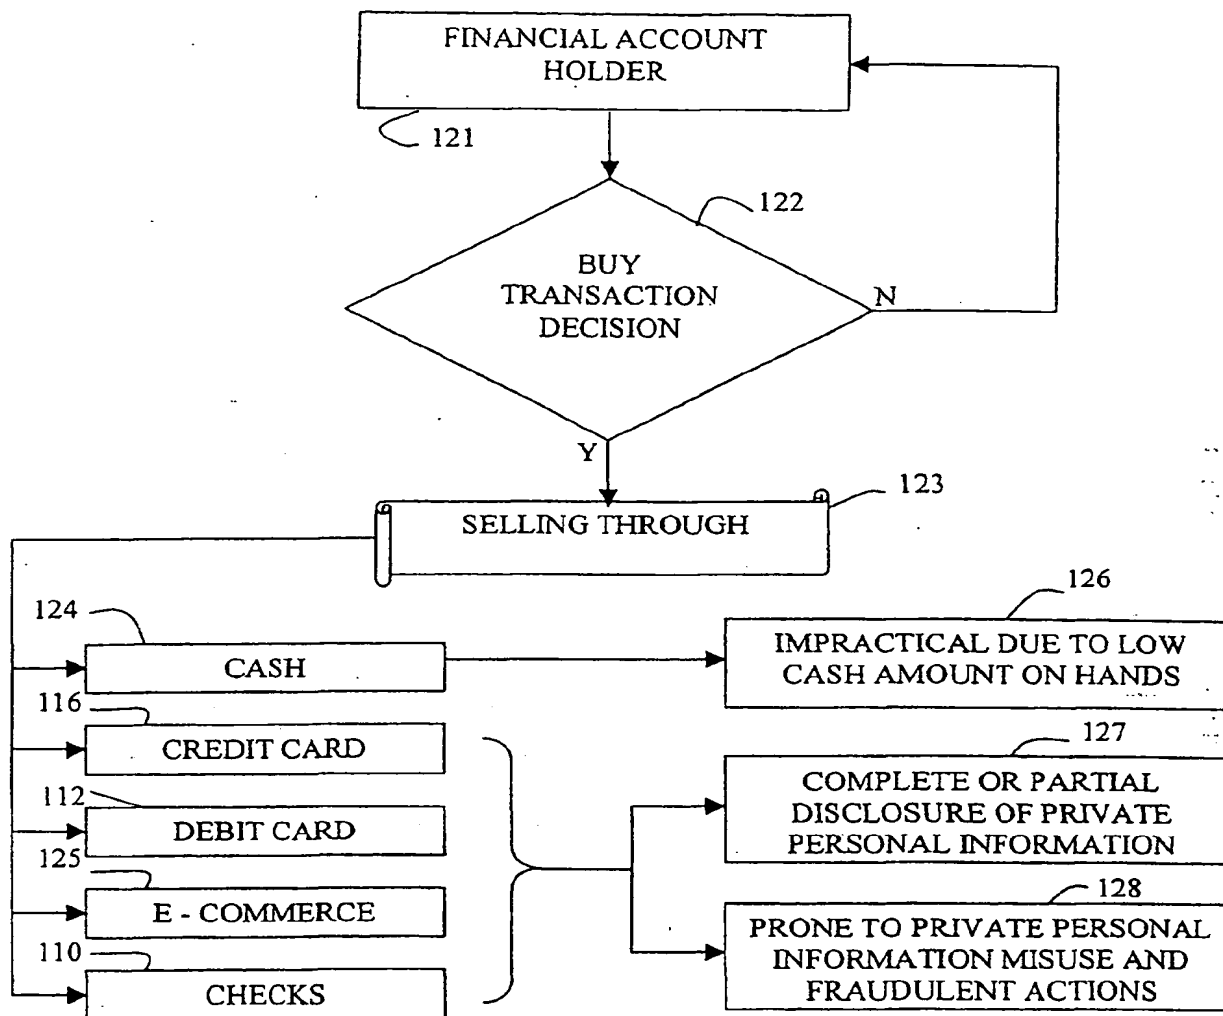 FINANCIAL ACCOUNT
HOLDER
121
122
BUY
TRANSACTION
DECISION
N
Y
123
SELLING THROUGH
124
CASH
126
IMPRACTICAL DUE TO LOW
CASH AMOUNT ON HANDS
116
CREDIT CARD
127
COMPLETE OR PARTIAL
DISCLOSURE OF PRIVATE
PERSONAL INFORMATION
112
DEBIT CARD
125
E - COMMERCE
128
PRONE TO PRIVATE PERSONAL
INFORMATION MISUSE AND
FRAUDULENT ACTIONS
110
CHECKS